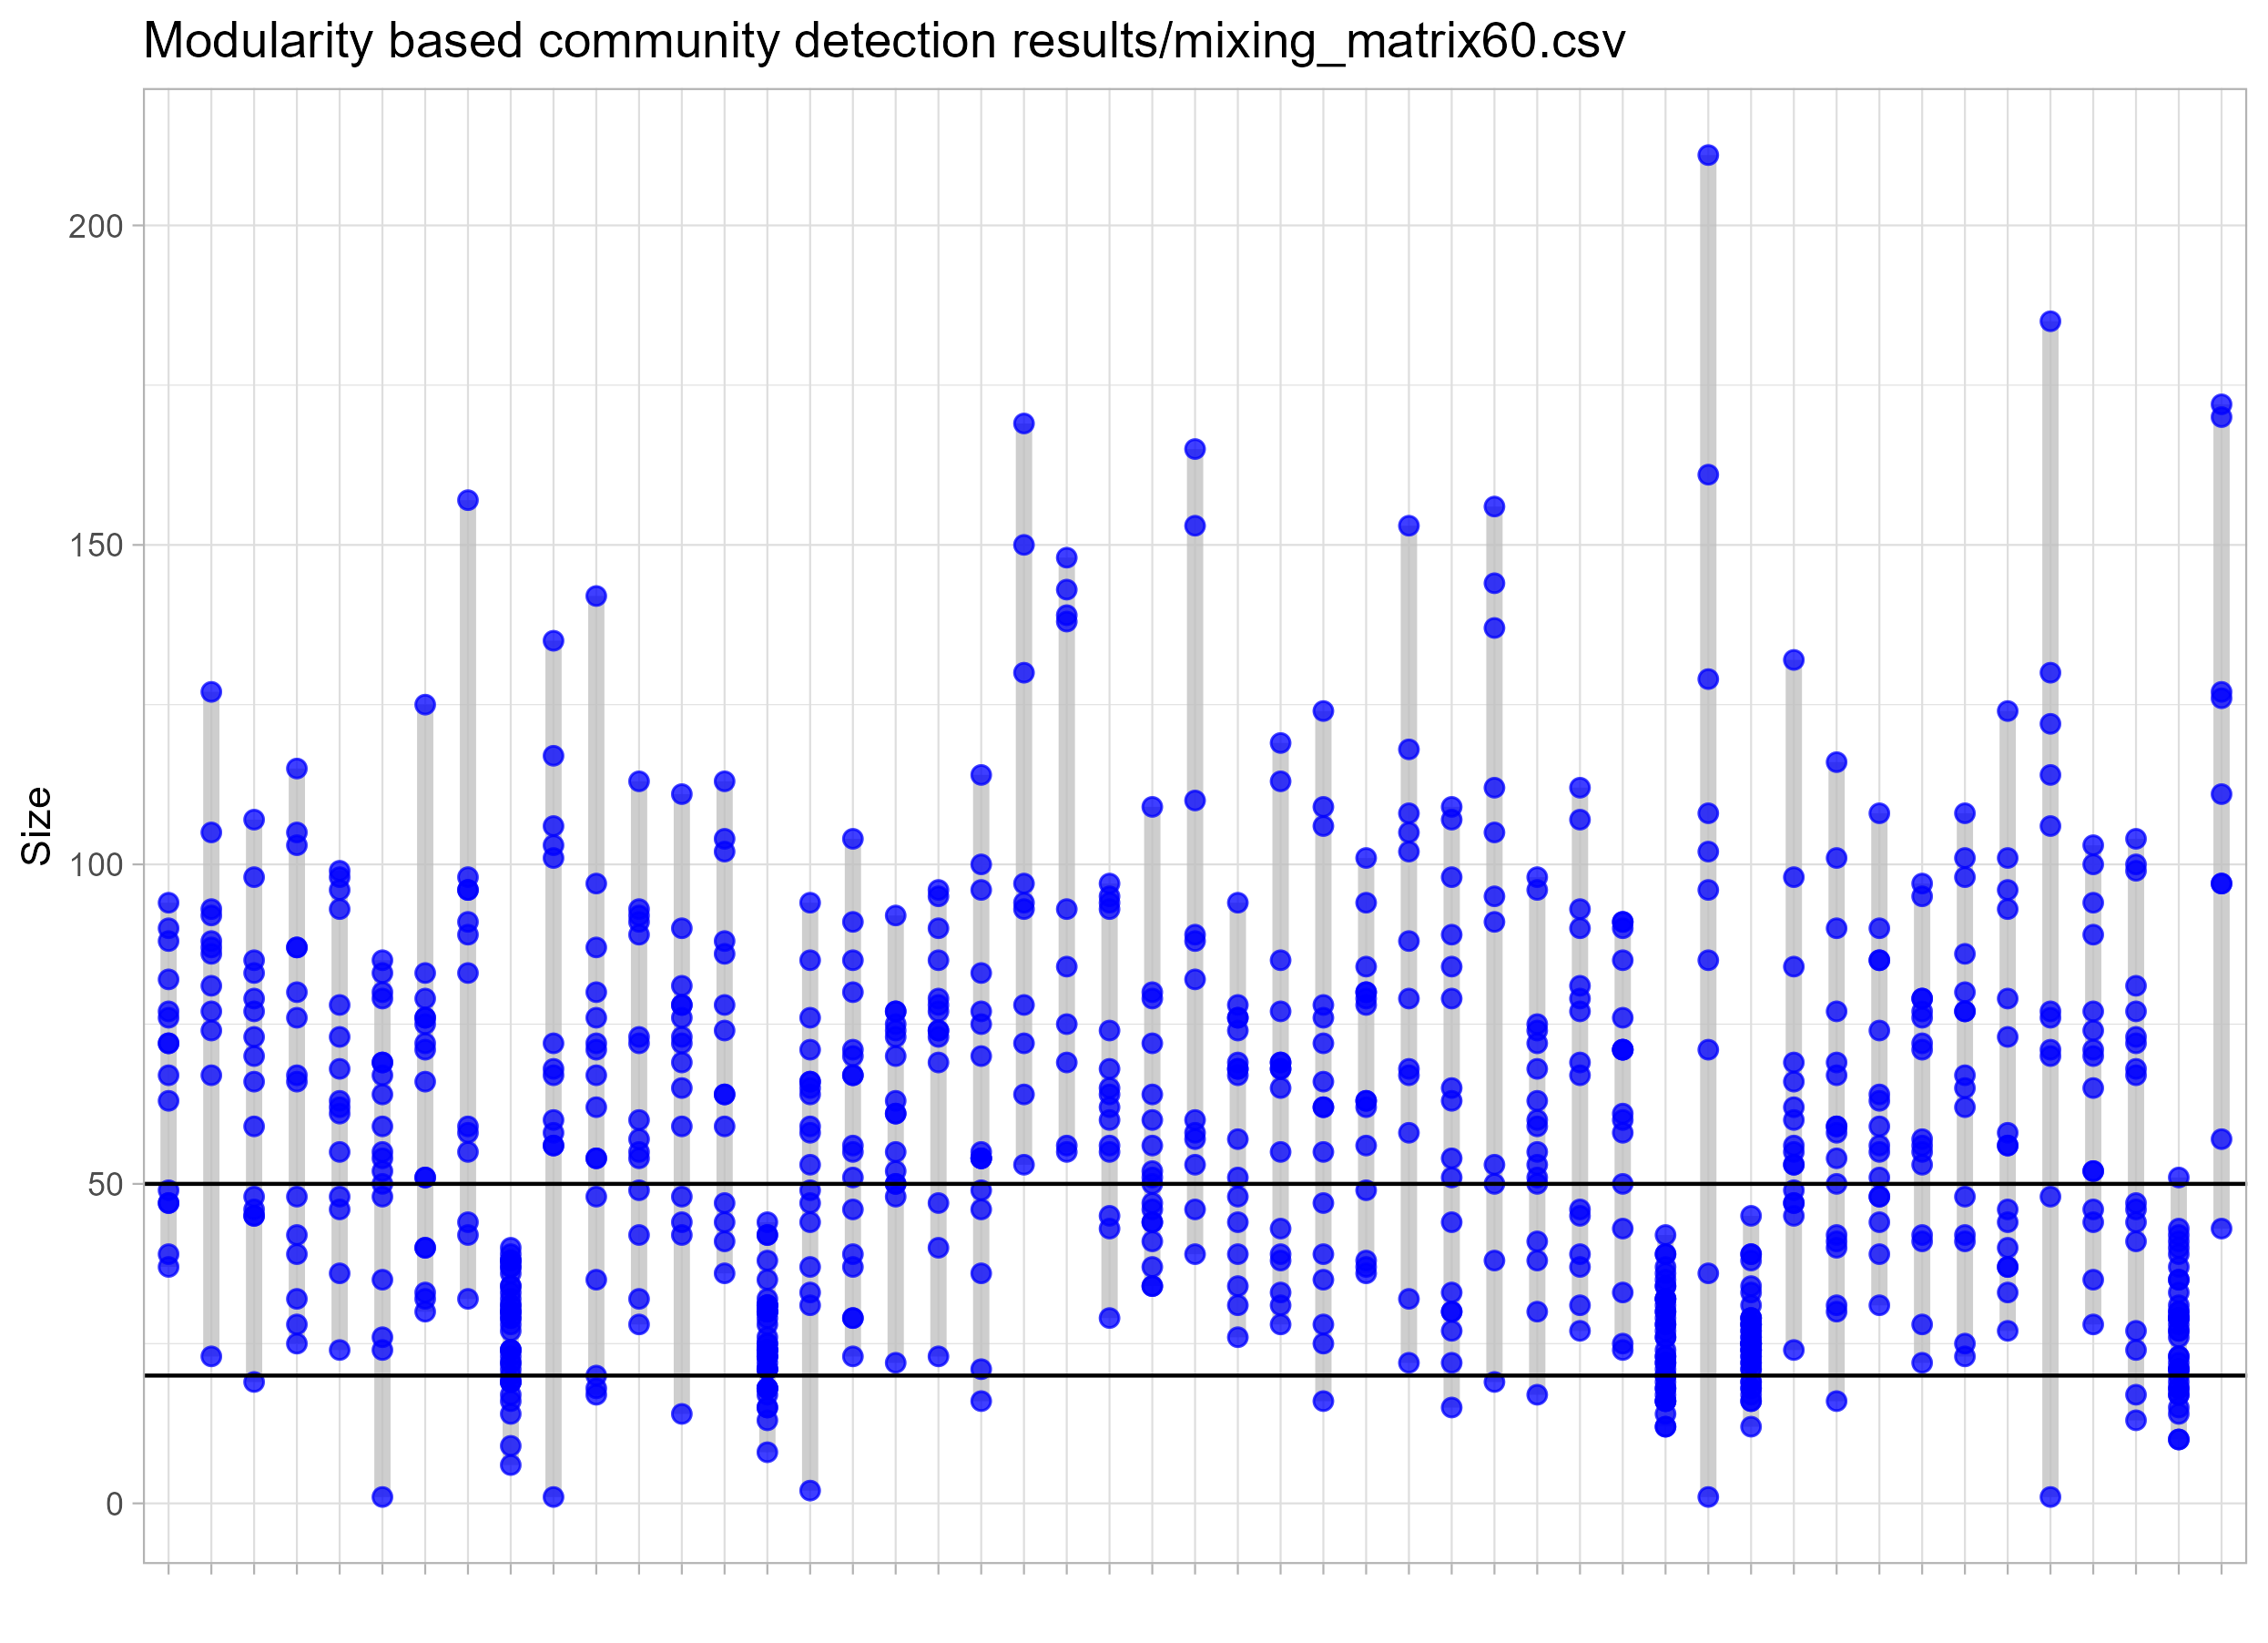 Modularity based community detection results/mixing_matrix60.csv
200
150
100
50
0
Size